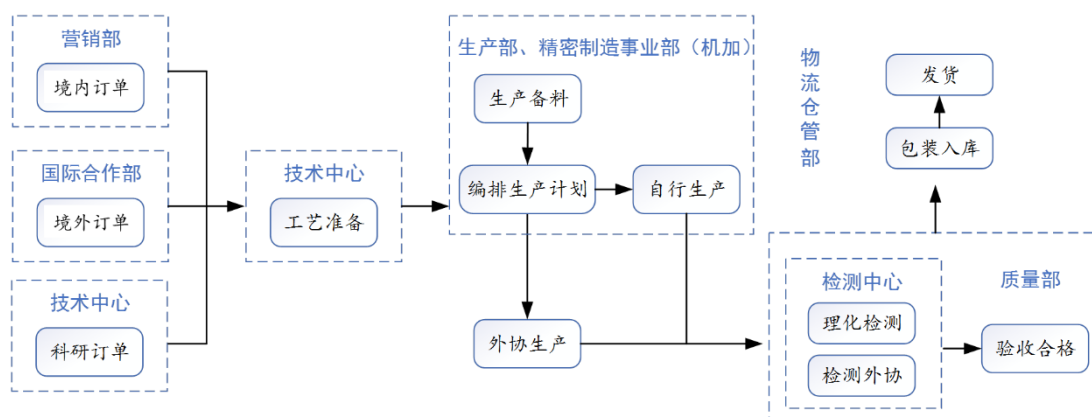 营销部
境内订单
国际合作部
境外订单
技术中心
科研订单
技术中心
工艺准备
生产部、精密制造事业部（机加）
生产备料
编排生产计划
自行生产
外协生产
物流仓管部
发货
包装入库
检测中心
理化检测
检测外协
质量部
验收合格